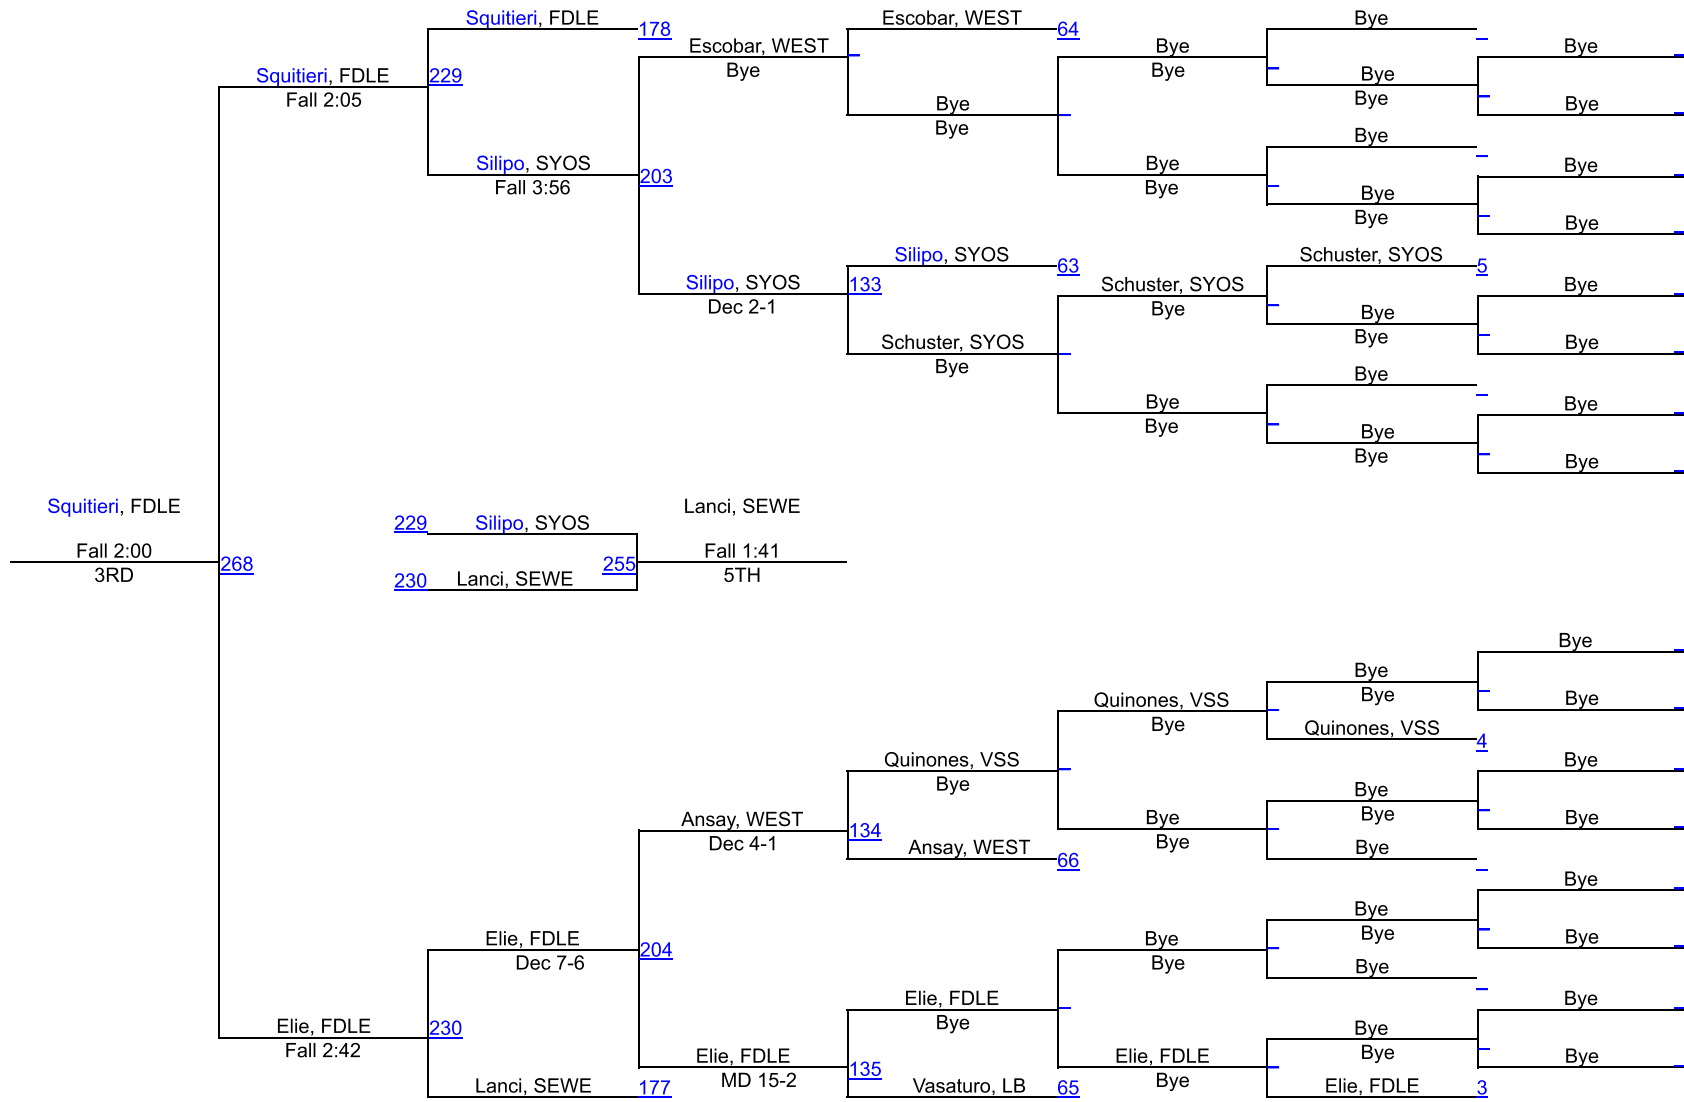 Squitieri, FDLE
178
Escobar, WEST
64
Bye
Escobar, WEST
Bye
Bye
Bye
Bye
Squitieri, FDLE
229
Fall 2:05
Bye
Bye
Bye
Bye
Bye
Bye
Bye
Silipo, SYOS
203
Fall 3:56
Bye
Bye
Bye
Bye
Bye
Bye
Silipo, SYOS
63
Schuster, SYOS
5
Silipo, SYOS
133
Dec 2-1
Schuster, SYOS
Bye
Bye
Bye
Bye
Schuster, SYOS
Bye
Bye
Bye
Bye
Bye
Bye
Bye
Bye
Bye
Squitieri, FDLE
Lanci, SEWE
229
Silipo, SYOS
Fall 2:00
268
3RD
255
Fall 1:41
5TH
230
Lanci, SEWE
Bye
Bye
Bye
Quinones, VSS
Bye
Bye
Quinones, VSS
4
Quinones, VSS
Bye
Bye
Bye
Bye
Ansay, WEST
134
Dec 4-1
Bye
Bye
Bye
Ansay, WEST
66
Bye
Bye
Bye
Bye
Elie, FDLE
204
Dec 7-6
Bye
Bye
Bye
Bye
Elie, FDLE
Bye
Bye
Elie, FDLE
230
Fall 2:42
Bye
Bye
Elie, FDLE
135
MD 15-2
Elie, FDLE
Bye
Bye
Lanci, SEWE
177
Vasaturo, LB
65
Elie, FDLE
3